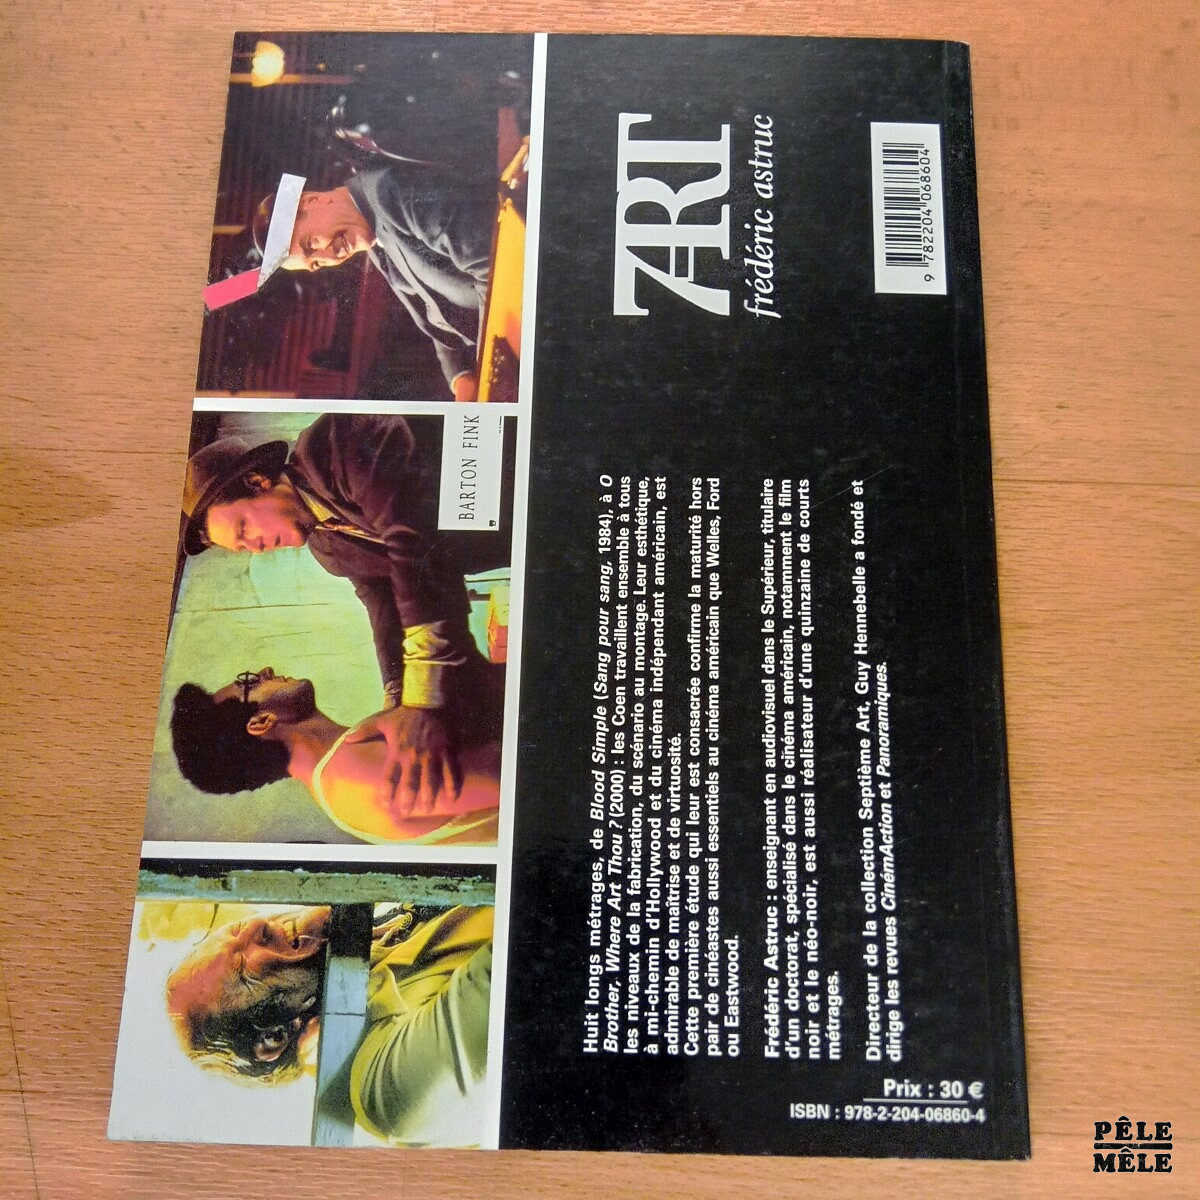 BARTON FINK
7ART
frédéric astruc
Huit longs métrages, de Blood Simple (Sang pour sang, 1984), à O
Brother, Where Art Thou ? (2000) : les Coen travaillent ensemble à tous
les niveaux de la fabrication, du scénario au montage. Leur esthétique,
à mi-chemin d'Hollywood et du cinéma indépendant américain, est
admirable de maîtrise et de virtuosité.
Cette première étude qui leur est consacrée confirme la maturité hors
pair de cinéastes aussi essentiels au cinéma américain que Welles, Ford
ou Eastwood.
Frédéric Astruc : enseignant en audiovisuel dans le Supérieur, titulaire
d'un doctorat, spécialisé dans le cinéma américain, notamment le film
noir et le néo-noir, est aussi réalisateur d'une quinzaine de courts
métrages.
Directeur de la collection Septième Art, Guy Hennebelle a fondé et
dirige les revues CinémAction et Panoramiques.
Prix : 30 €
ISBN : 978-2-204-06860-4
9 782204 068604
PÊLE
MÊLE